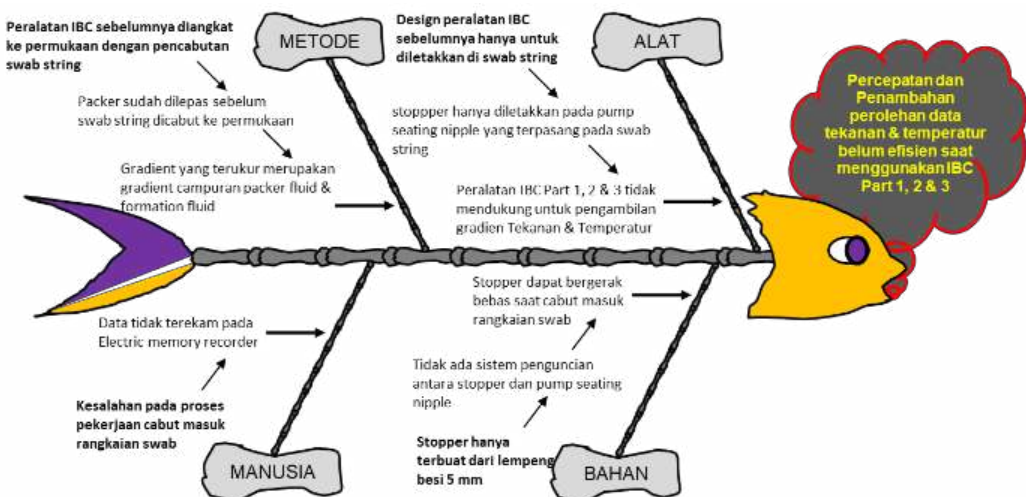 Peralatan IBC sebelumnya diangkat
ke permukaan dengan pencabutan
swab string
METODE
Packer sudah dilepas sebelum
swab string dicabut ke permukaan
Gradient yang terukur merupakan
gradient campuran packer fluid &
formation fluid
Design peralatan IBC
sebelumnya hanya untuk
diletakkan di swab string
ALAT
stoppper hanya diletakkan pada pump
seating nipple yang terpasang pada swab
string
Peralatan IBC Part 1, 2 & 3 tidak
mendukung untuk pengambilan
gradien Tekanan & Temperatur
Percepatan dan
Penambahan
perolehan data
tekanan & temperatur
belum efisien saat
menggunakan IBC
Part 1, 2 & 3
Data tidak terekam pada
Electric memory recorder
Kesalahan pada proses
pekerjaan cabut masuk
rangkaian swab
MANUSIA
Stopper dapat bergerak
bebas saat cabut masuk
rangkaian swab
Tidak ada sistem penguncian
antara stopper dan pump seating
nipple
Stopper hanya
terbuat dari lempeng
besi 5 mm
BAHAN